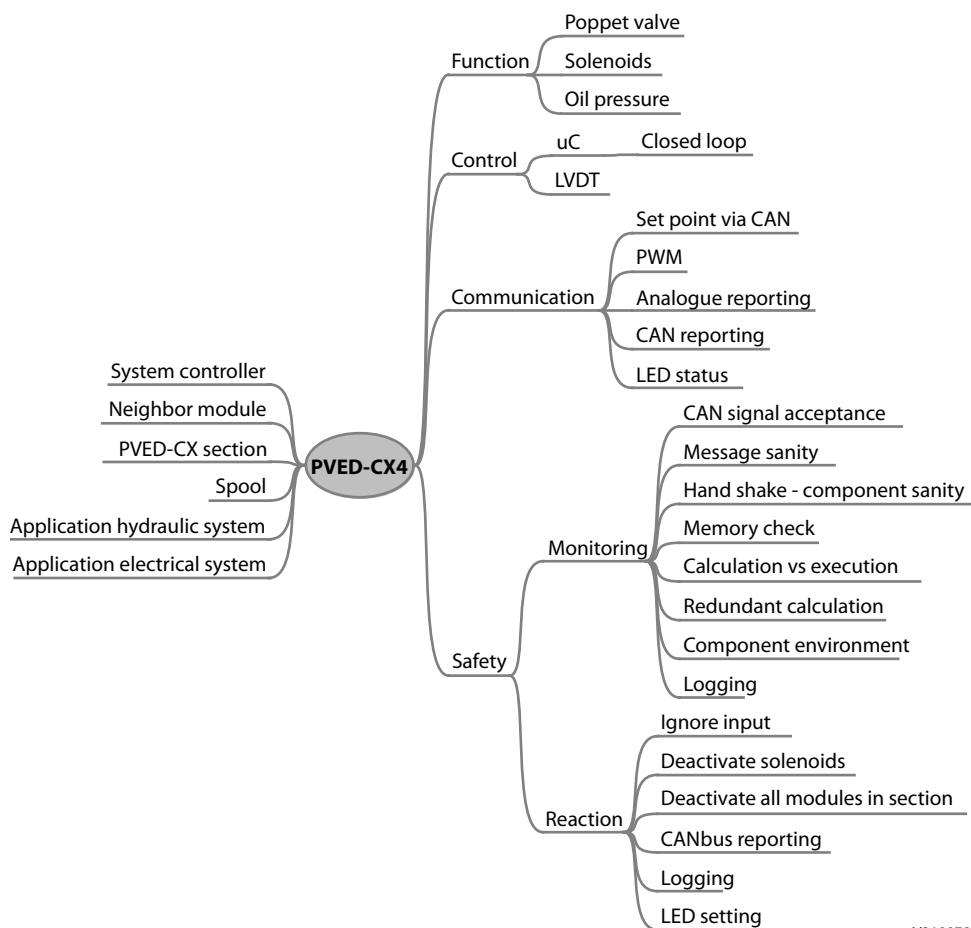 Poppet valve
Function
Solenoids
Oil pressure
uC
Closed loop
Control
LVDT
Set point via CAN
PWM
Communication
Analogue reporting
CAN reporting
LED status
System controller
Neighbor module
PVED-CX section
Spool
Application hydraulic system
Application electrical system
PVED-CX4
CAN signal acceptance
Message sanity
Hand shake - component sanity
Memory check
Monitoring
Calculation vs execution
Redundant calculation
Component environment
Logging
Safety
Ignore input
Deactivate solenoids
Deactivate all modules in section
Reaction
CANbus reporting
Logging
LED setting